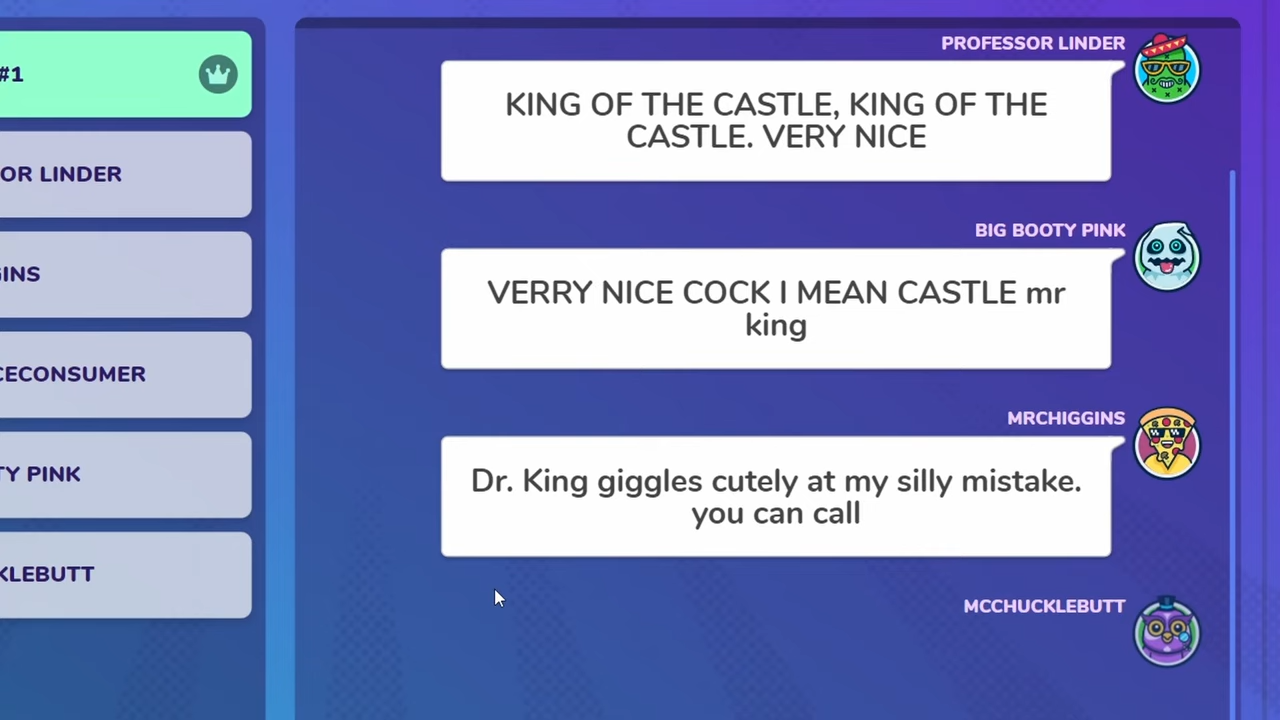 #1
OR LINDER
GINS
CECONSUMER
TY PINK
KLEBUTT
PROFESSOR LINDER
KING OF THE CASTLE, KING OF THE
CASTLE. VERY NICE
BIG BOOTY PINK
VERRY NICE COCK I MEAN CASTLE mr
king
MRCHIGGINS
Dr. King giggles cutely at my silly mistake.
you can call
MCCHUCKLEBUTT